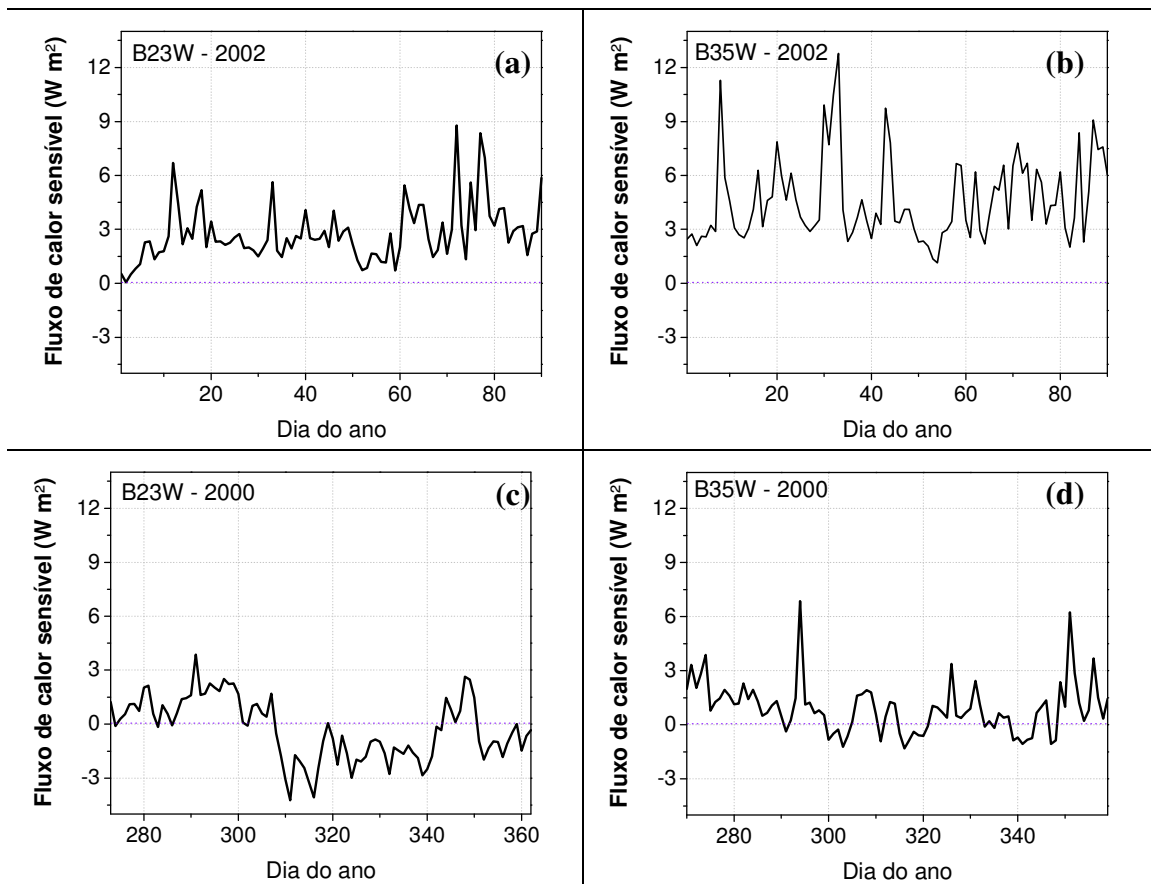 B23W - 2002
(a)
Fluxo de calor sensível (W m²)
12
9
6
3
0
-3
20 40 60 80
Dia do ano
B35W - 2002
(b)
Fluxo de calor sensível (W m²)
12
9
6
3
0
-3
20 40 60 80
Dia do ano
B23W - 2000
(c)
Fluxo de calor sensível (W m²)
12
9
6
3
0
-3
280 300 320 340 360
Dia do ano
B35W - 2000
(d)
Fluxo de calor sensível (W m²)
12
9
6
3
0
-3
280 300 320 340
Dia do ano